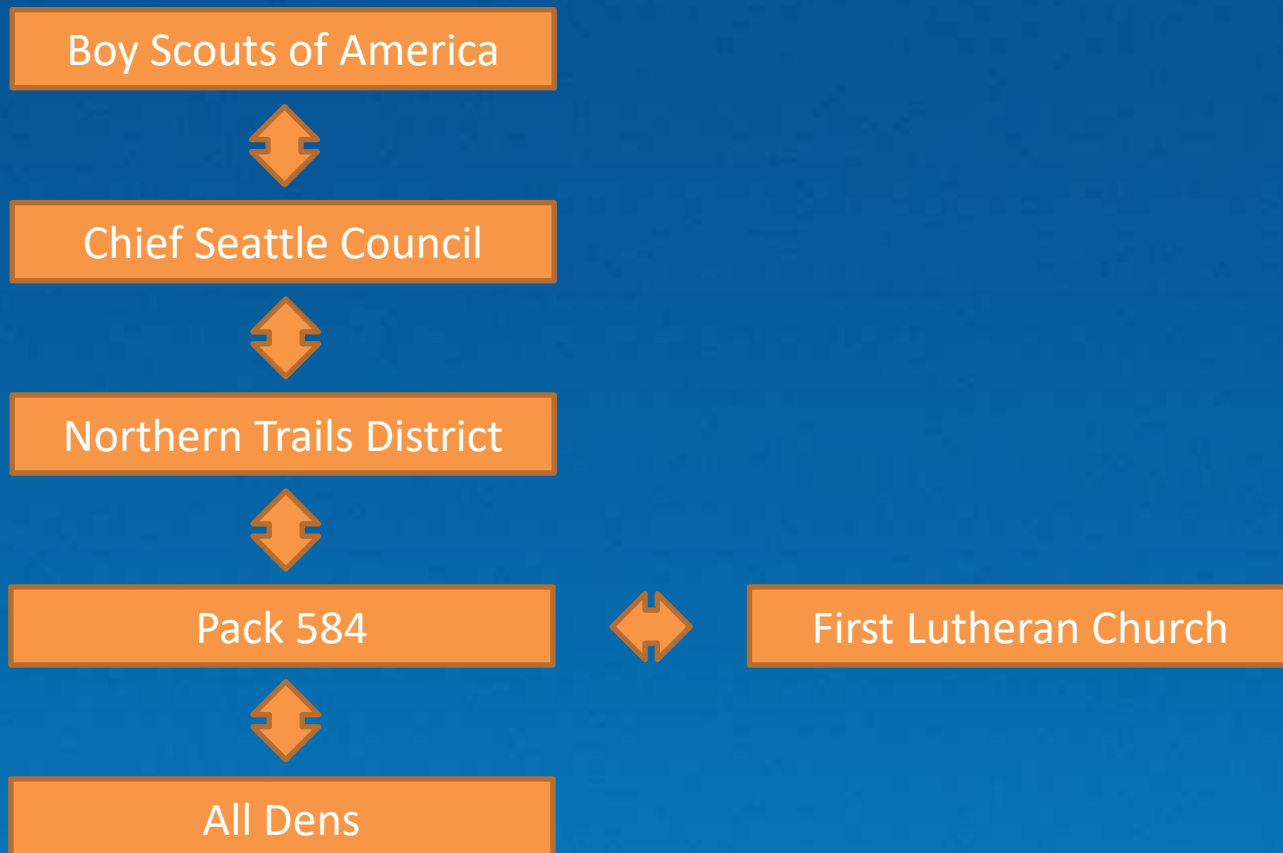 Boy Scouts of America
Chief Seattle Council
Northern Trails District
Pack 584
First Lutheran Church
All Dens